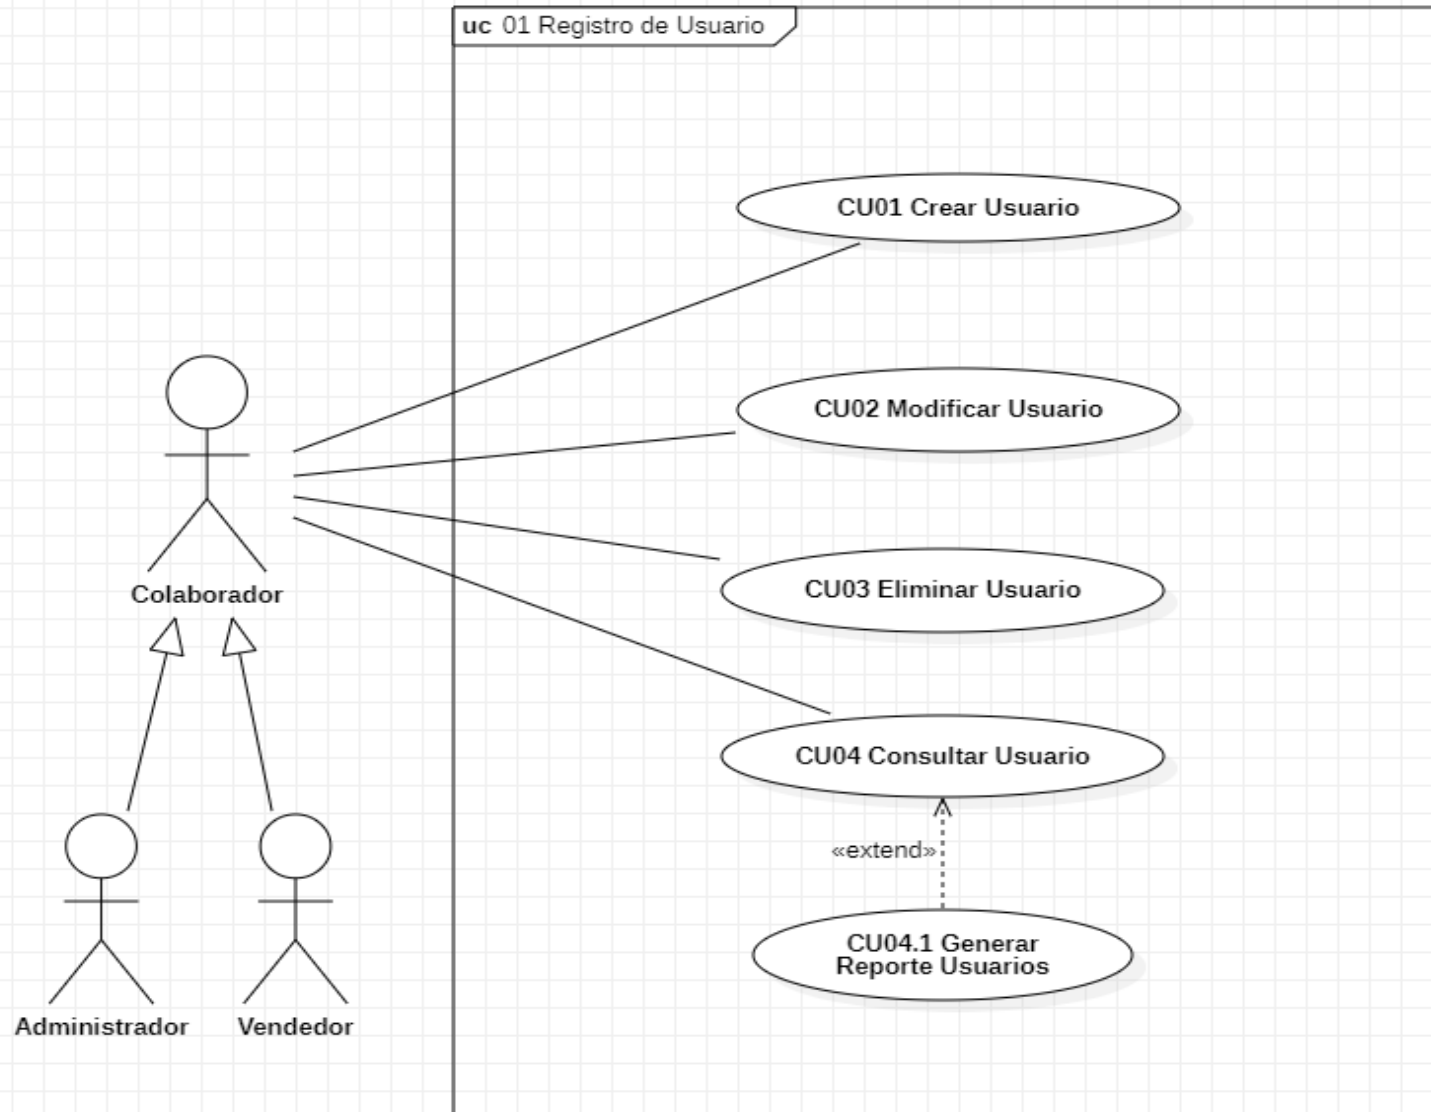 uc 01 Registro de Usuario
CU01 Crear Usuario
CU02 Modificar Usuario
CU03 Eliminar Usuario
Colaborador
CU04 Consultar Usuario
«extend»
CU04.1 Generar
Reporte Usuarios
Administrador
Vendedor